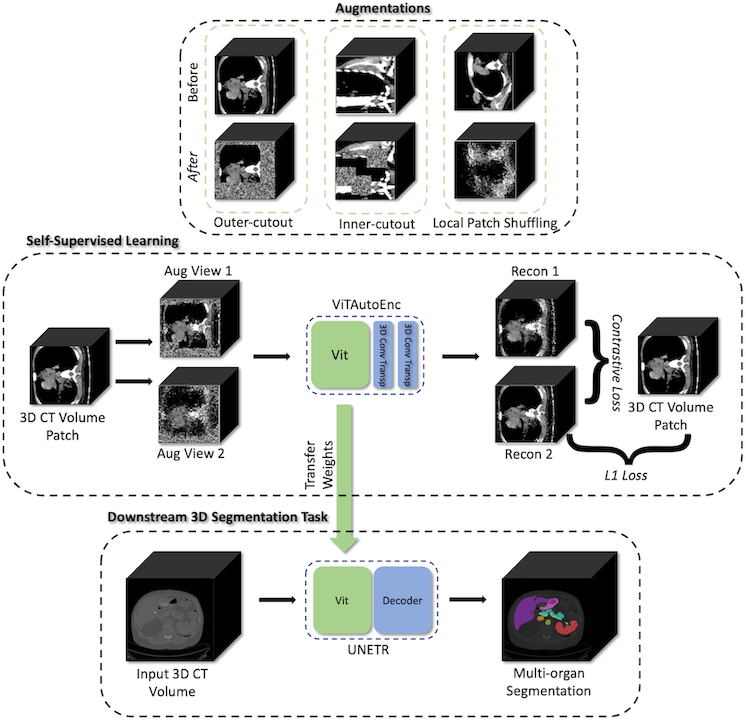 Augmentations
Before
After
Outer-cutout
Inner-cutout
Local Patch Shuffling
Self-Supervised Learning
Aug View 1
3D CT Volume
Patch
Aug View 2
ViTAutoEnc
Vit
3D Conv Transp
3D Conv Transp
Recon 1
Recon 2
Contrastive Loss
3D CT Volume
Patch
L1 Loss
Transfer
Weights
Downstream 3D Segmentation Task
Input 3D CT
Volume
Vit
Decoder
UNETR
Multi-organ
Segmentation